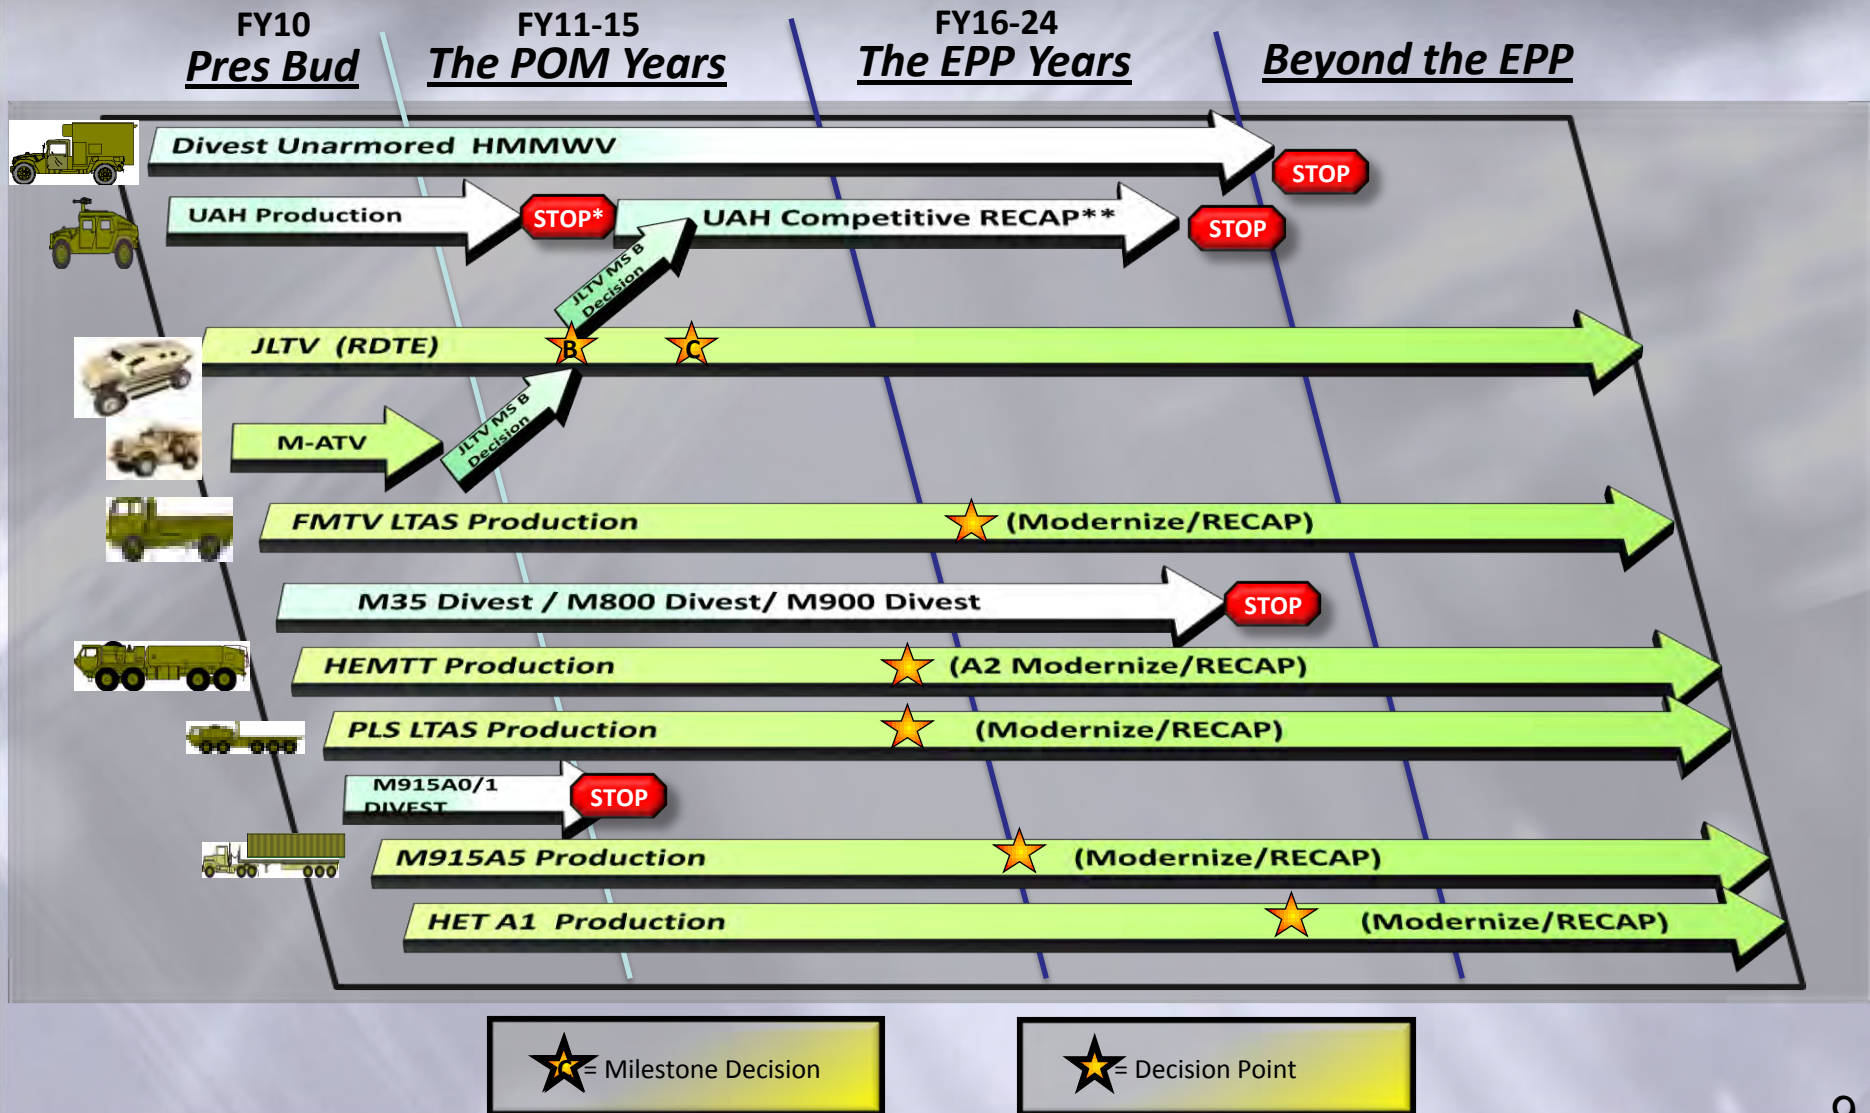 FY10
Pres Bud
FY11-15
The POM Years
FY16-24
The EPP Years
Beyond the EPP
Divest Unarmored HMMWV
STOP
UAH Production
STOP*
UAH Competitive RECAP**
STOP
JLTV MS B
Decision
JLTV (RDTE)
B
C
M-ATV
JLTV MS B
Decision
FMTV LTAS Production
(Modernize/RECAP)
M35 Divest / M800 Divest/ M900 Divest
STOP
HEMTT Production
(A2 Modernize/RECAP)
PLS LTAS Production
(Modernize/RECAP)
M915A0/1
DIVEST
STOP
M915A5 Production
(Modernize/RECAP)
HET A1 Production
(Modernize/RECAP)
C = Milestone Decision
= Decision Point